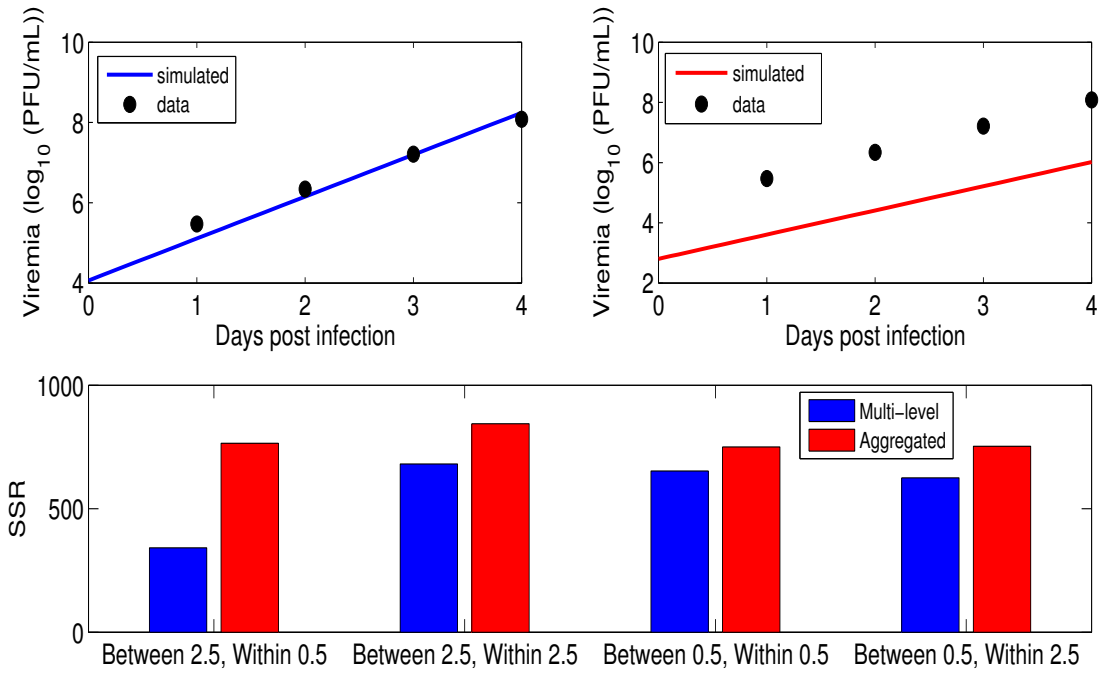 Viremia (log10 (PFU/mL))
10
8
6
4
simulated
data
0
1
2
3
4
Days post infection
Viremia (log10 (PFU/mL))
10
8
6
4
2
simulated
data
0
1
2
3
4
Days post infection
SSR
1000
500
0
Multi−level
Aggregated
Between 2.5, Within 0.5
Between 2.5, Within 2.5
Between 0.5, Within 0.5
Between 0.5, Within 2.5